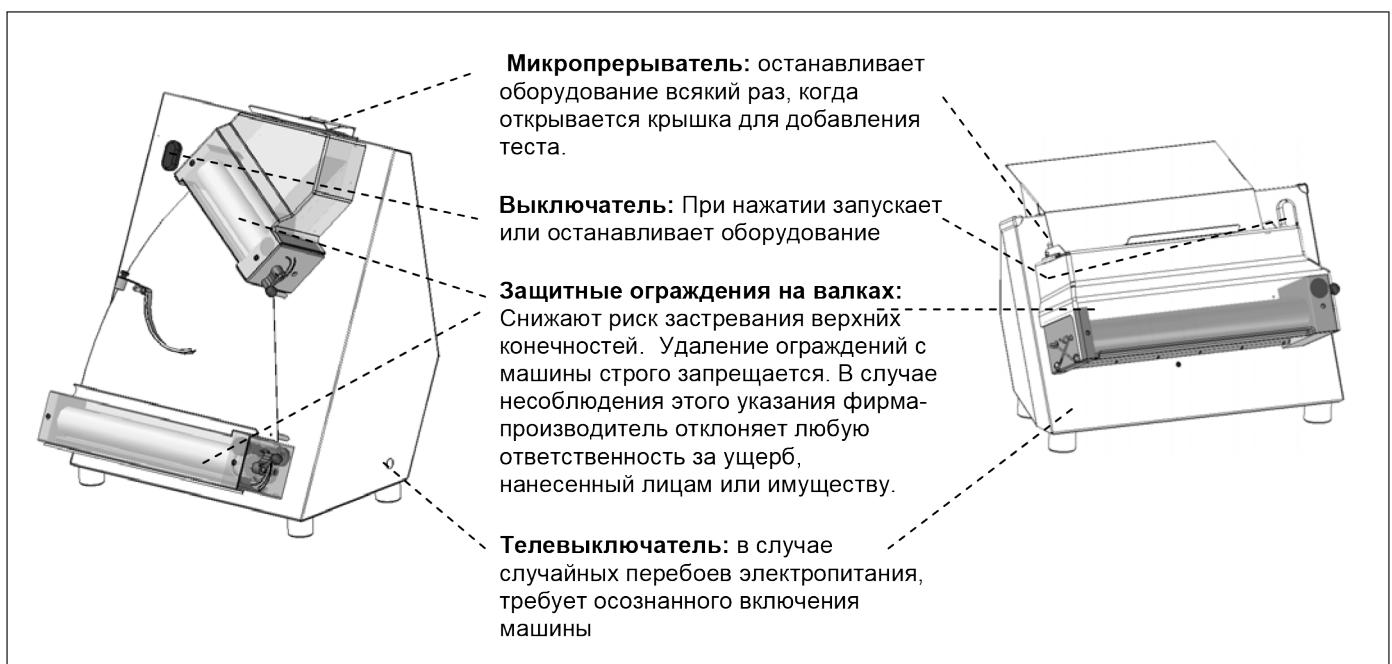 Микропрерыватель: останавливает
оборудование всякий раз, когда
открывается крышка для добавления
теста.
Выключатель: При нажатии запускает
или останавливает оборудование
Защитные ограждения на валках:
Снижают риск застревания верхних
конечностей. Удаление ограждений с
машины строго запрещается. В случае
несоблюдения этого указания фирма-
производитель отклоняет любую
ответственность за ущерб,
нанесенный лицам или имуществу.
Телевыключатель: в случае
случайных перебоев электропитания,
требует осознанного включения
машины